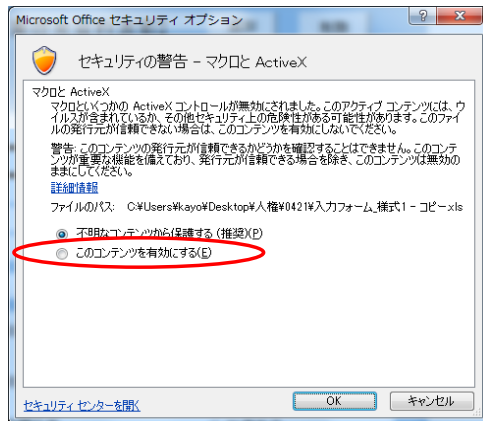 Microsoft Office セキュリティ オプション
セキュリティの警告 - マクロと ActiveX
マクロと ActiveX
マクロといくつかの ActiveX コントロールが無効にされました。このアクティブ コンテンツには、ウ
イルスが含まれているか、その他セキュリティ上の危険性がある可能性があります。このファイ
ルの発行元が信頼できない場合は、このコンテンツを有効にしないでください。
警告: このコンテンツの発行元が信頼できるかどうかを確認することはできません。このコンテ
ンツが重要な機能を備えており、発行元が信頼できる場合を除き、このコンテンツは無効の
ままにしてください。
詳細情報
ファイルのパス: C:¥Users¥kayo¥Desktop¥人権¥0421¥入力フォーム_様式1 - コピー.xls
不明なコンテンツから保護する (推奨)(P)
このコンテンツを有効にする(E)
セキュリティ センターを開く
OK
キャンセル